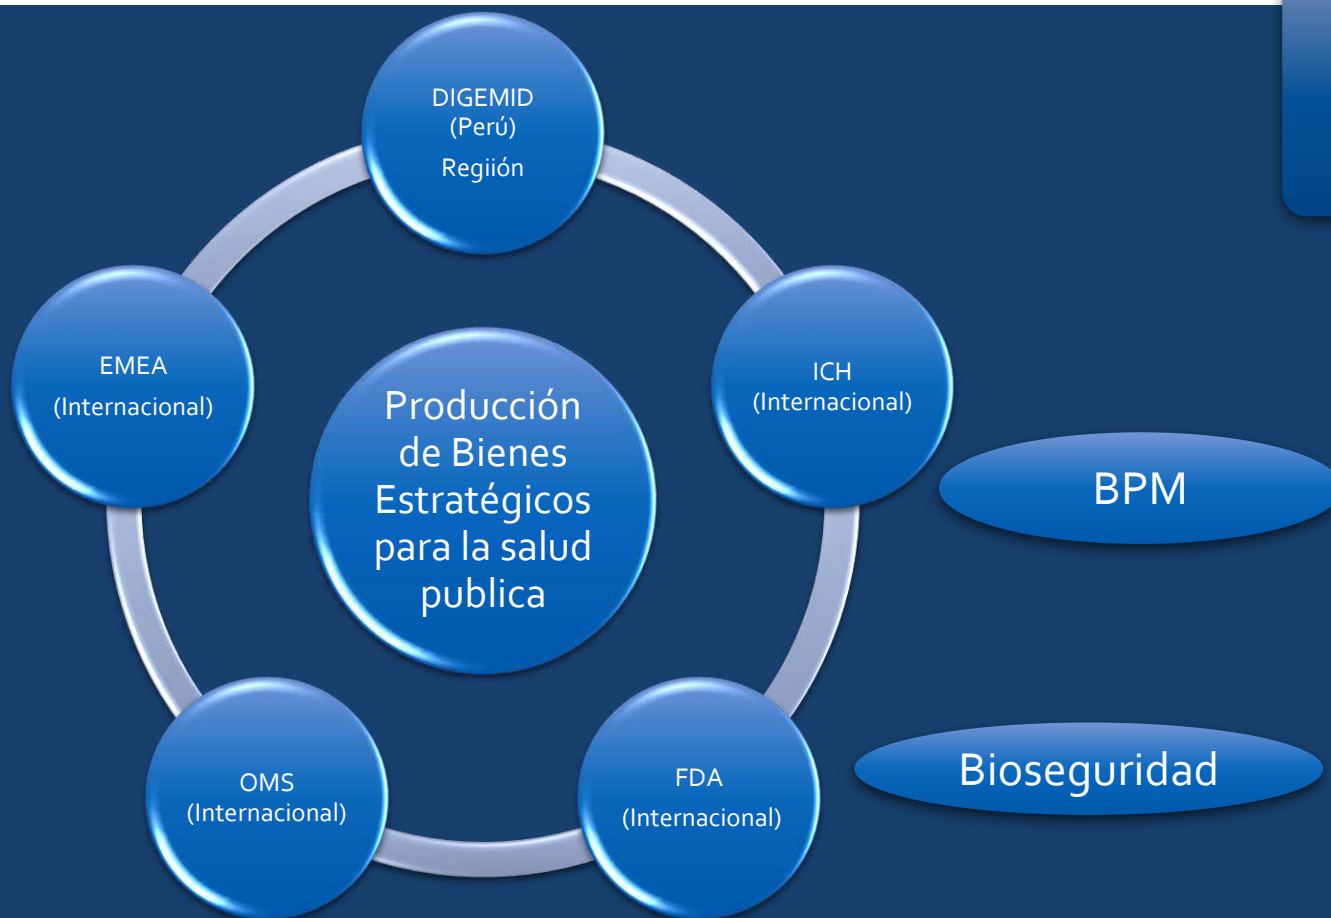 DIGEMID
(Perú)
Regiión
EMEA
(Internacional)
ICH
(Internacional)
Producción
de Bienes
Estratégicos
para la salud
publica
BPM
OMS
(Internacional)
FDA
(Internacional)
Bioseguridad